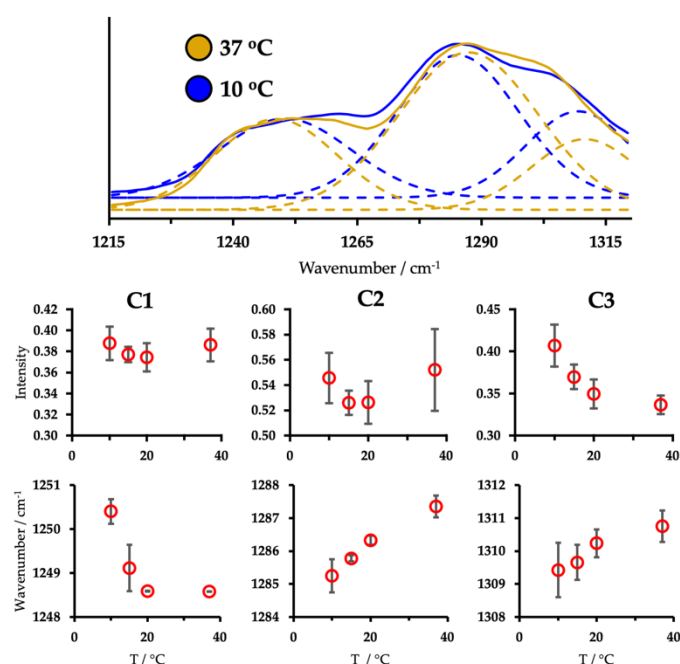 37 °C
10 °C
1215 1240 1265 1290 1315
Wavenumber / cm⁻¹
C1 C2 C3
Intensity
0.42
0.40
0.38
0.36
0.34
0.32
0.30
0 20 40
0.60
0.58
0.56
0.54
0.52
0.50
0 20 40
0.45
0.40
0.35
0.30
0 20 40
Wavenumber / cm⁻¹
1251
1250
1249
1248
0 20 40
T / °C
1288
1287
1286
1285
1284
0 20 40
T / °C
1312
1311
1310
1309
1308
0 20 40
T / °C